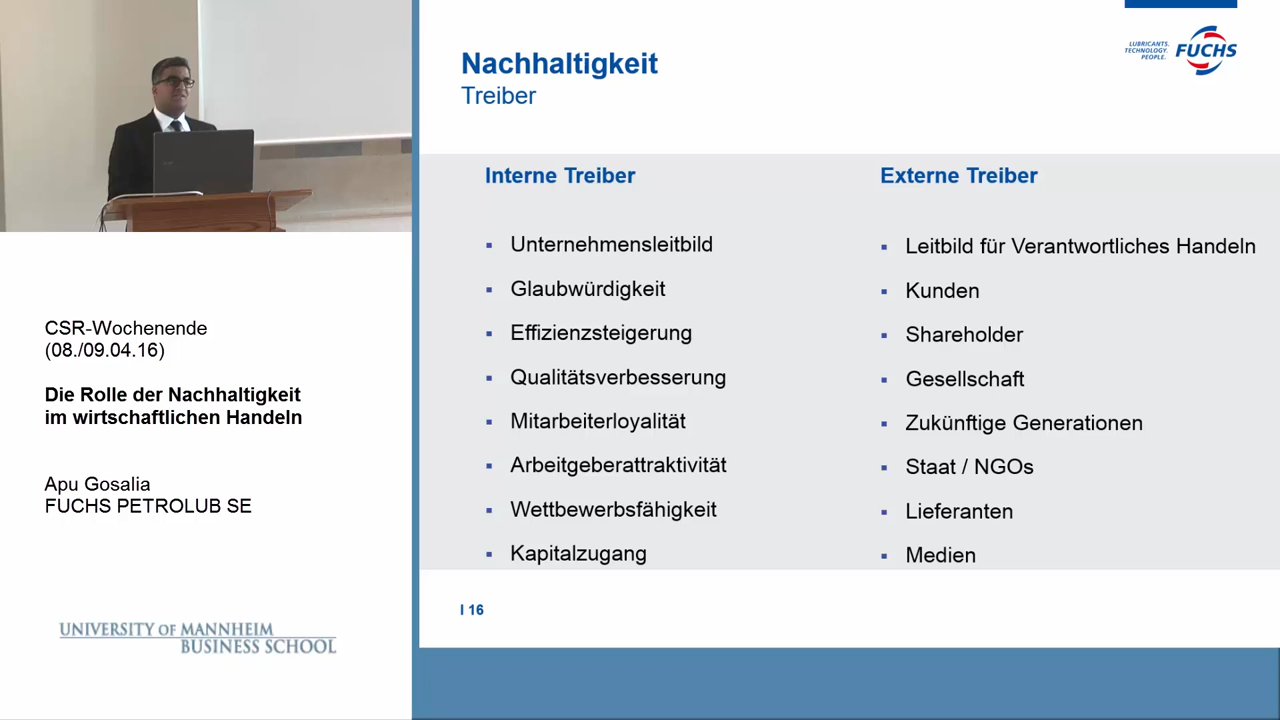 LUBRICANTS.
TECHNOLOGY.
PEOPLE.
FUCHS
Nachhaltigkeit
Treiber
Interne Treiber
Unternehmensleitbild
Glaubwürdigkeit
Effizienzsteigerung
Qualitätsverbesserung
Mitarbeiterloyalität
Arbeitgeberattraktivität
Wettbewerbsfähigkeit
Kapitalzugang
Externe Treiber
Leitbild für Verantwortliches Handeln
Kunden
Shareholder
Gesellschaft
Zukünftige Generationen
Staat / NGOs
Lieferanten
Medien
I 16
CSR-Wochenende
(08./09.04.16)
Die Rolle der Nachhaltigkeit
im wirtschaftlichen Handeln
Apu Gosalia
FUCHS PETROLUB SE
UNIVERSITY OF MANNHEIM
BUSINESS SCHOOL